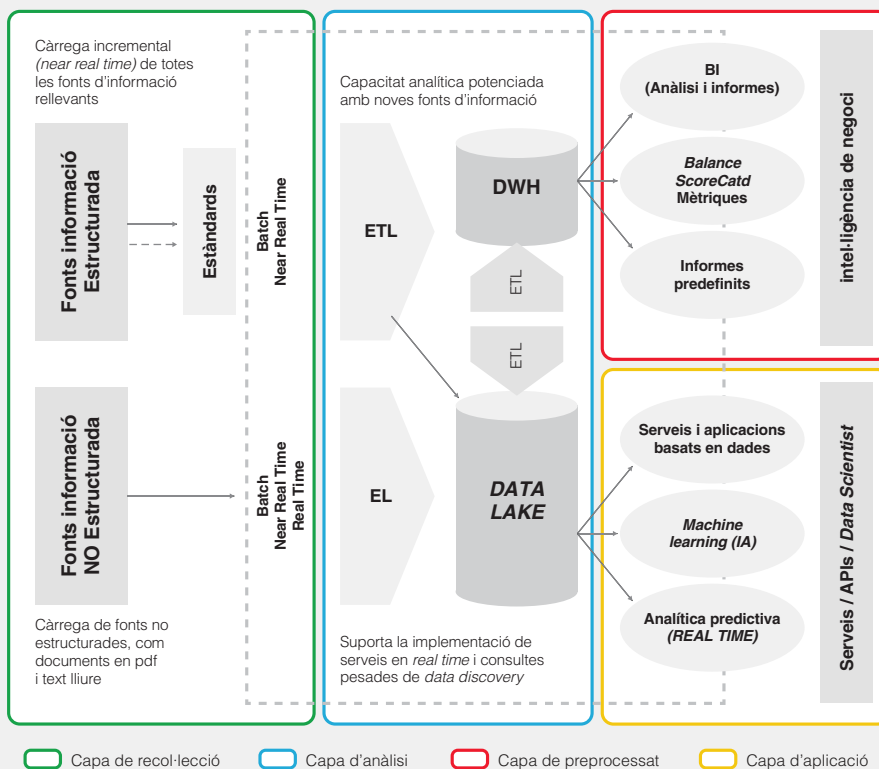 Càrrega incremental
(near real time) de totes
les fonts d'informació
rellevants
Fonts informació
Estructurada
Estàndards
Batch
Near Real Time
Fonts informació
NO Estructurada
Batch
Near Real Time
Real Time
Càrrega de fonts no
estructurades, com
documents en pdf
i text lliure
Capacitat analítica potenciada
amb noves fonts d'informació
ETL
DWH
ETL
ETL
EL
DATA
LAKE
Suporta la implementació de
serveis en real time i consultes
pesades de data discovery
BI
(Anàlisi i informes)
Balance
ScoreCatd
Mètriques
Informes
predefinits
intel·ligència de negoci
Serveis i aplicacions
basats en dades
Machine
learning (IA)
Analítica predictiva
(REAL TIME)
Serveis / APIs / Data Scientist
Capa de recol·lecció
Capa d'anàlisi
Capa de preprocessat
Capa d'aplicació